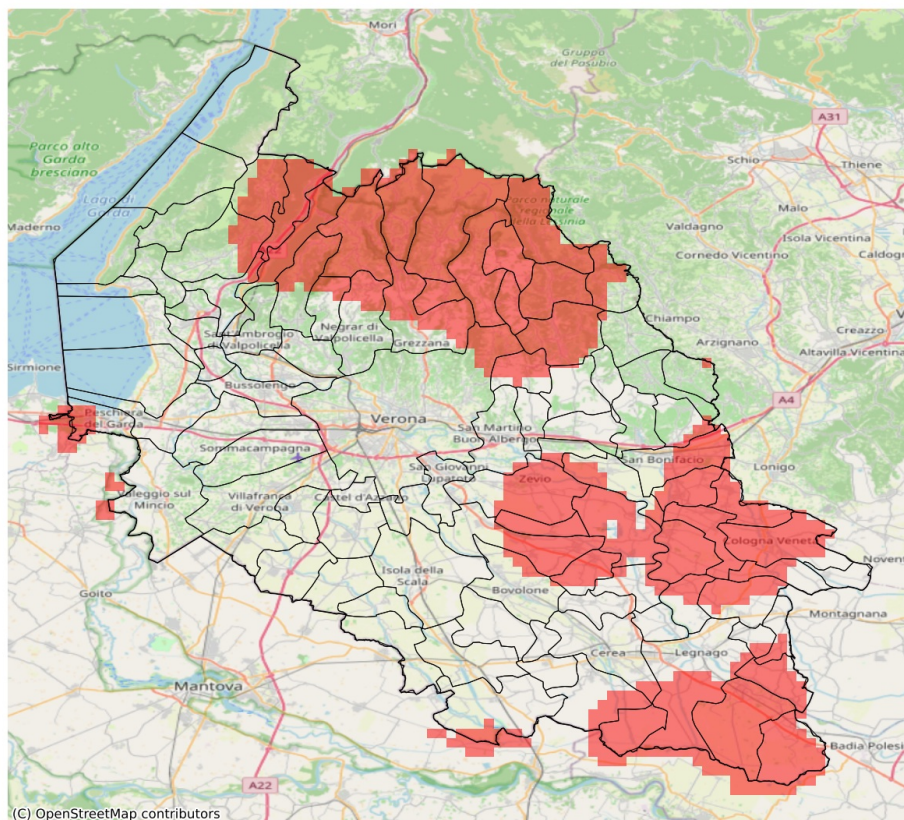 Mori
Gruppo
del Pasubio
A31
Parco alto
Garda
bresciano
Schio
Thiene
Lago di
Garda
Malo
Maderno
Valdagno
Isola Vicentina
Cornedo Vicentino
Chiampo
Creazzo
Sant'Ambrogio
di Valpolicella
Negrar di
Valpolicella
Grezzana
Arzignano
Altavilla Vicentina
Sirmione
Bussolengo
A4
Peschiera
del Garda
Verona
San Martino
Buon Albergo
Sommacampagna
San Bonifacio
Lonigo
San Giovanni
Lupatoto
Zevio
Valeggio sul
Mincio
Villafranca
di Verona
Castel d'Azzano
Cologna Veneta
Isola della
Scala
Goito
Bovolone
Montagnana
Cerea
Legnago
Mantova
A22
(C) OpenStreetMap contributors